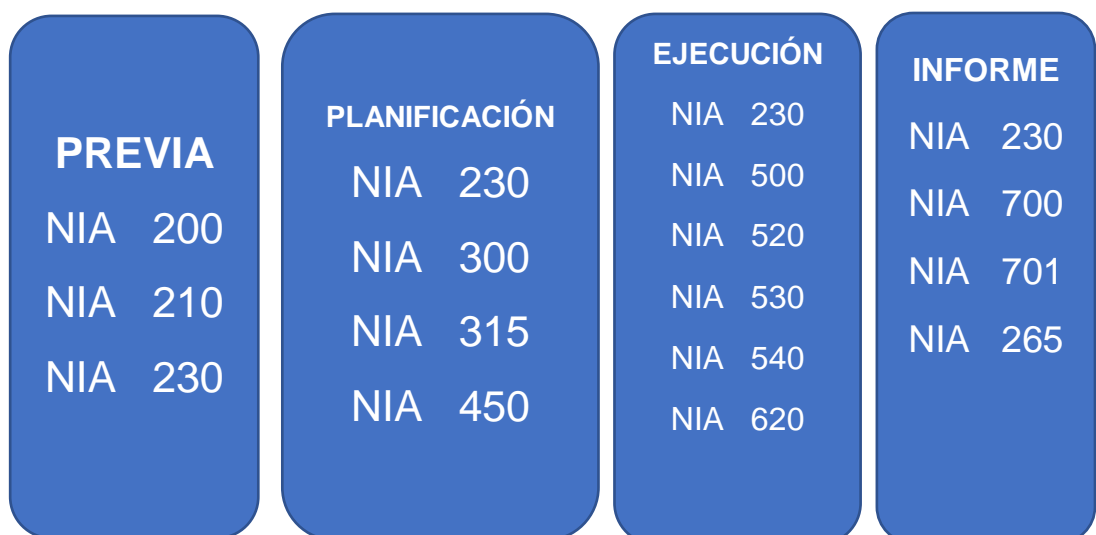 PREVIA
NIA 200
NIA 210
NIA 230
PLANIFICACIÓN
NIA 230
NIA 300
NIA 315
NIA 450
EJECUCIÓN
NIA 230
NIA 500
NIA 520
NIA 530
NIA 540
NIA 620
INFORME
NIA 230
NIA 700
NIA 701
NIA 265